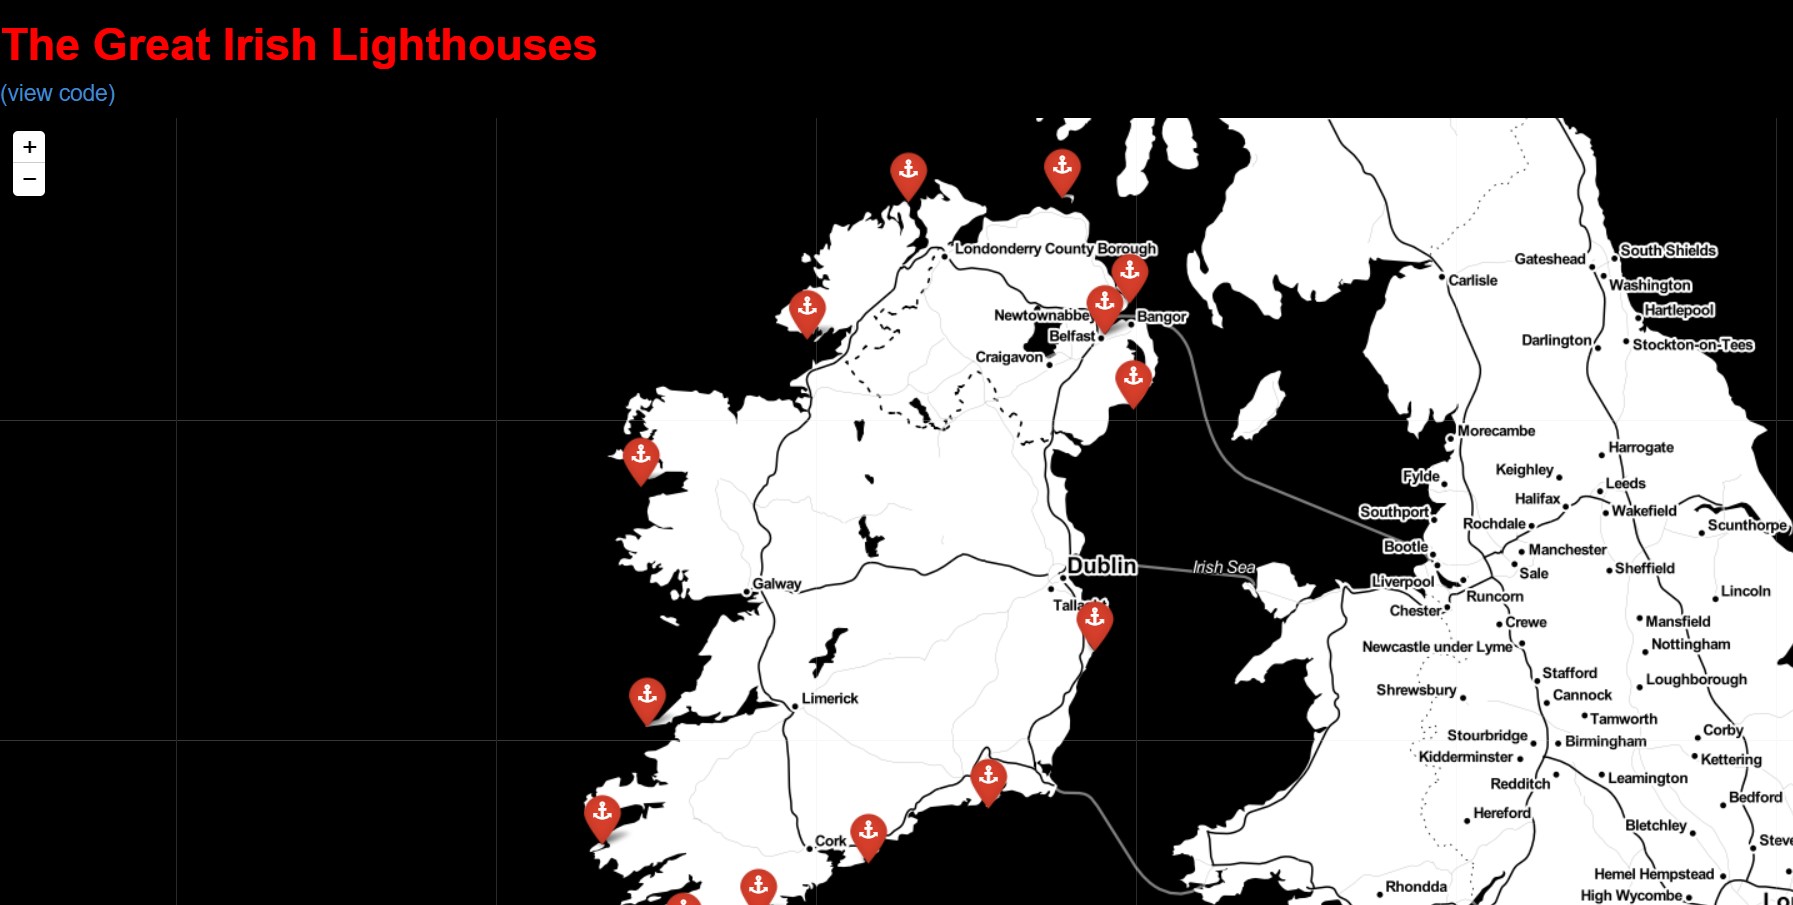 The Great Irish Lighthouses
(view code)
+
−
Londonderry County Borough
South Shields
Gateshead
Carlisle
Washington
Hartlepool
Newtownabbe
Bangor
Belfast
Darlington
Stockton-on-Tees
Craigavon
Morecambe
Harrogate
Keighley
Fylde
Leeds
Halifax
Southport
Wakefield
Rochdale
Scunthorpe
Bootle
Manchester
Dublin
Irish Sea
Sale
Sheffield
Galway
Liverpool
Runcorn
Lincoln
Chester
Crewe
Mansfield
Newcastle under Lyme
Nottingham
Stafford
Loughborough
Shrewsbury
Cannock
Limerick
Tamworth
Corby
Stourbridge
Birmingham
Kidderminster
Kettering
Redditch
Leamington
Bedford
Hereford
Bletchley
Cork
Steve
Hemel Hempstead
Rhondda
High Wycombe